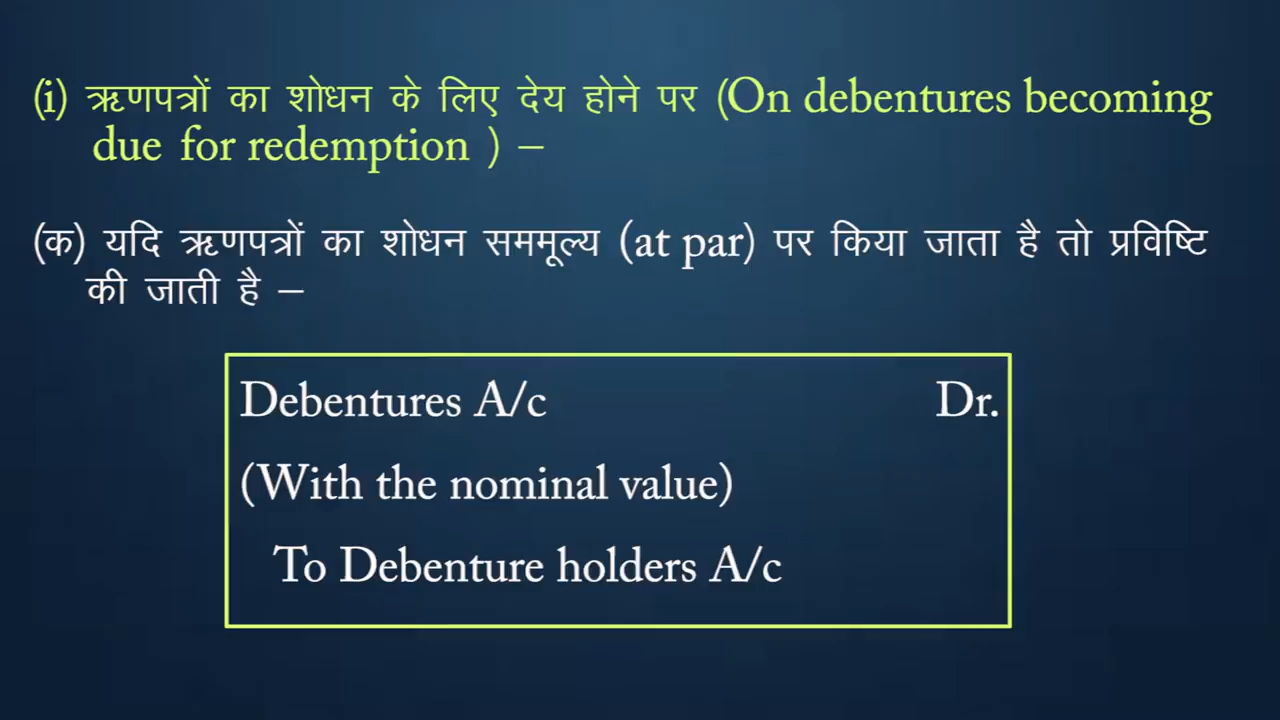 (i) ऋणपत्रों का शोधन के लिए देय होने पर (On debentures becoming
due for redemption ) –
(क) यदि ऋणपत्रों का शोधन सममूल्य (at par) पर किया जाता है तो प्रविष्टि
की जाती है –
Debentures A/c Dr.
(With the nominal value)
To Debenture holders A/c